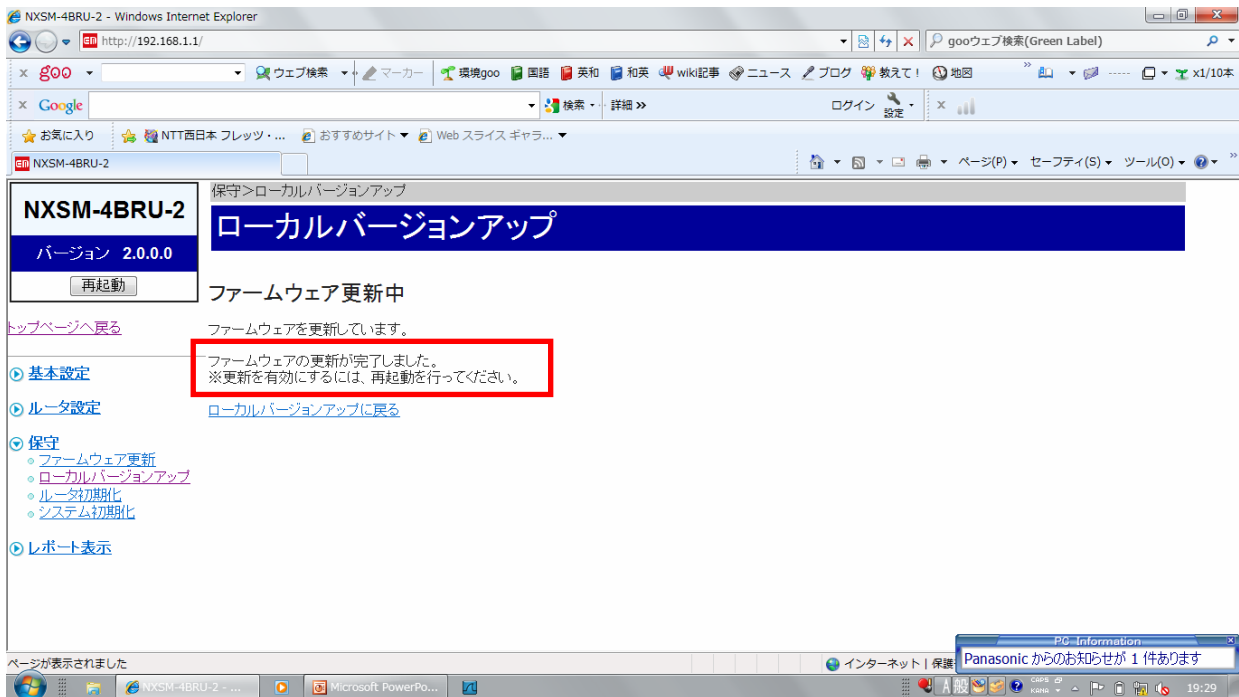 NXSM-4BRU-2 - Windows Internet Explorer
http://192.168.1.1/
gooウェブ検索(Green Label)
x goo ウェブ検索 マーカー 環境goo 国語 英和 和英 wiki記事 ニュース ブログ 教えて! 地図 » x1/10本
x Google 検索 詳細 » ログイン 設定 x
お気に入り NTT西日本 フレッツ・... おすすめサイト ▼ Web スライス ギャラ... ▼
NXSM-4BRU-2
ページ(P) セーフティ(S) ツール(O) »
NXSM-4BRU-2
バージョン 2.0.0.0
再起動
トップページへ戻る
基本設定
ルータ設定
保守
ファームウェア更新
ローカルバージョンアップ
ルータ初期化
システム初期化
レポート表示
保守>ローカルバージョンアップ
ローカルバージョンアップ
ファームウェア更新中
ファームウェアを更新しています。
ファームウェアの更新が完了しました。
※更新を有効にするには、再起動を行ってください。
ローカルバージョンアップに戻る
PC Information
Panasonic からのお知らせが 1 件あります
ページが表示されました
インターネット | 保護
NXSM-4BRU-2 - ...
Microsoft PowerPo...
A 般 CAPS KANA 19:29